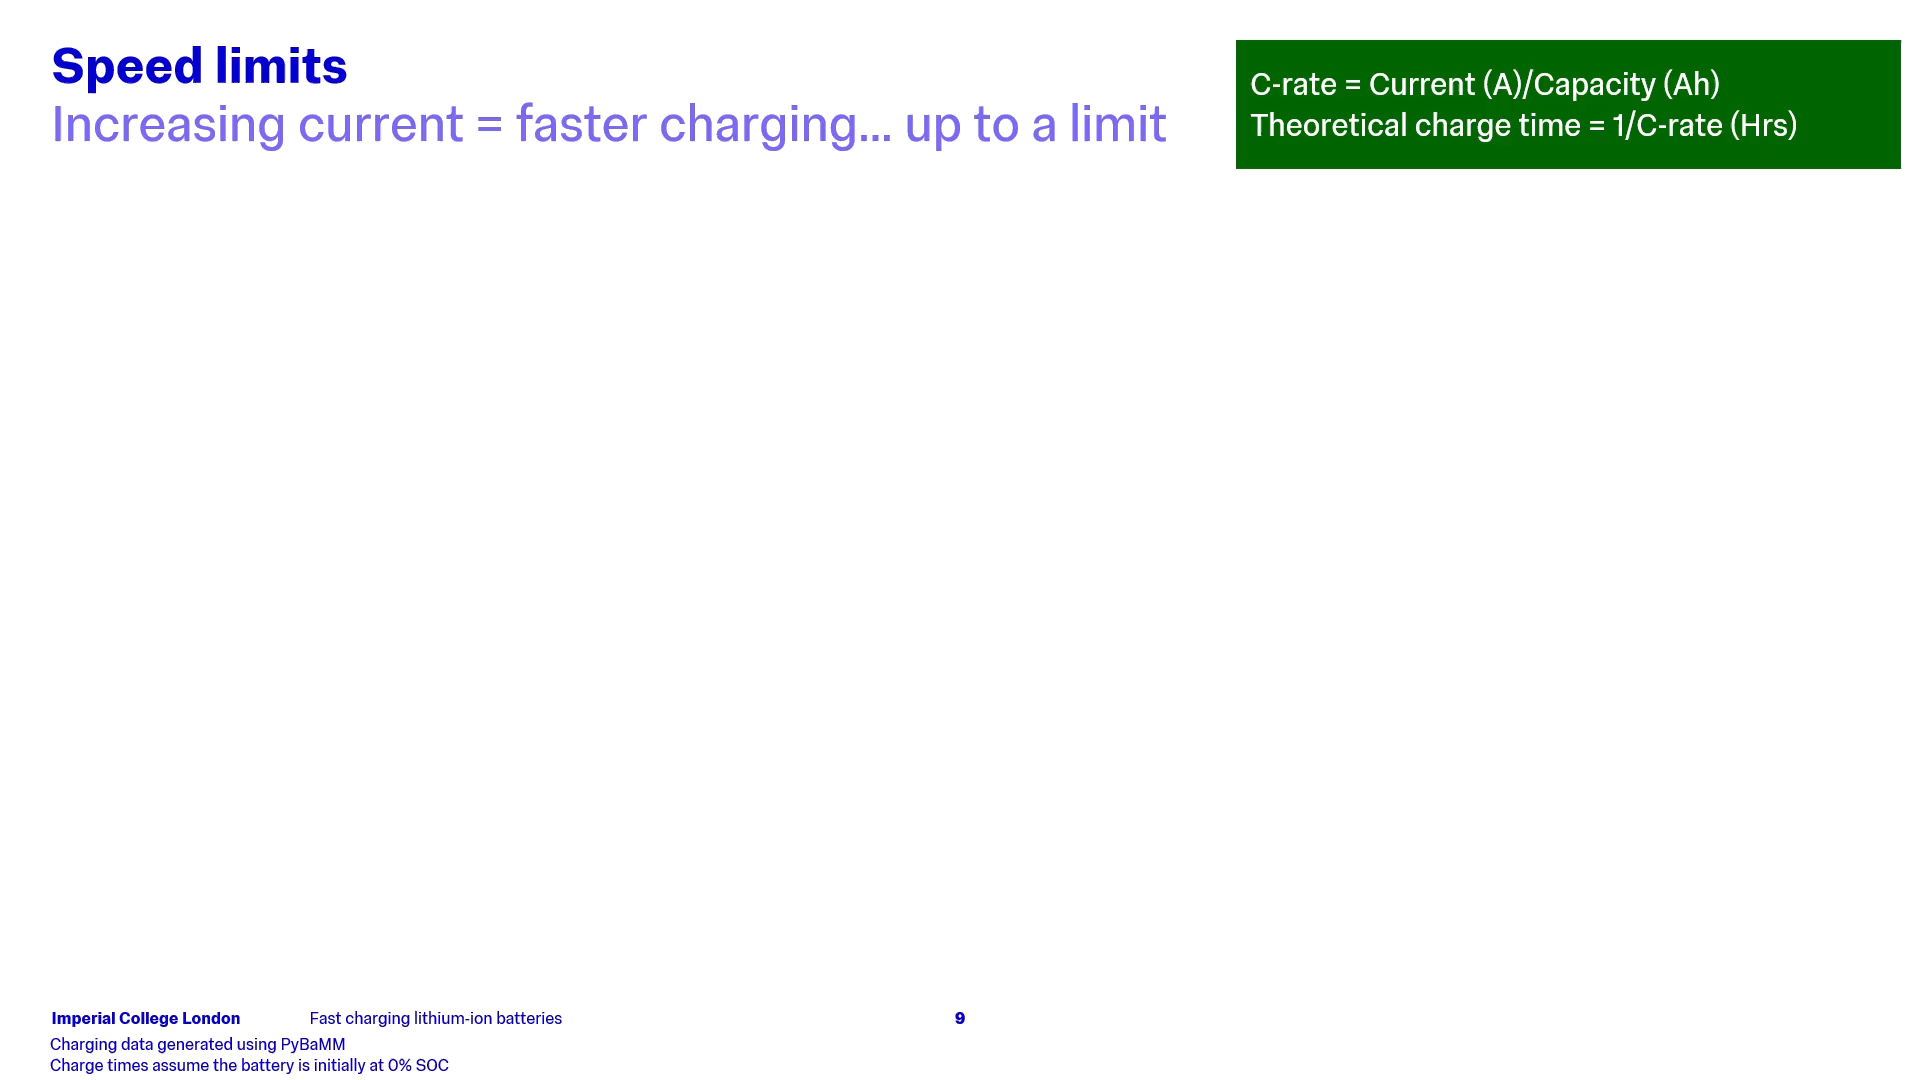 Speed limits
Increasing current = faster charging... up to a limit
C-rate = Current (A)/Capacity (Ah)
Theoretical charge time = 1/C-rate (Hrs)
Imperial College London Fast charging lithium-ion batteries 9
Charging data generated using PyBaMM
Charge times assume the battery is initially at 0% SOC